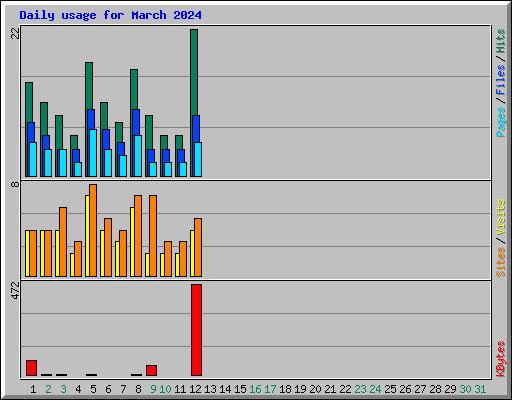 Daily usage for March 2024
22
Pages/Files/Hits
8
Sites/Visits
472
KBytes
1 2 3 4 5 6 7 8 9 10 11 12 13 14 15 16 17 18 19 20 21 22 23 24 25 26 27 28 29 30 31